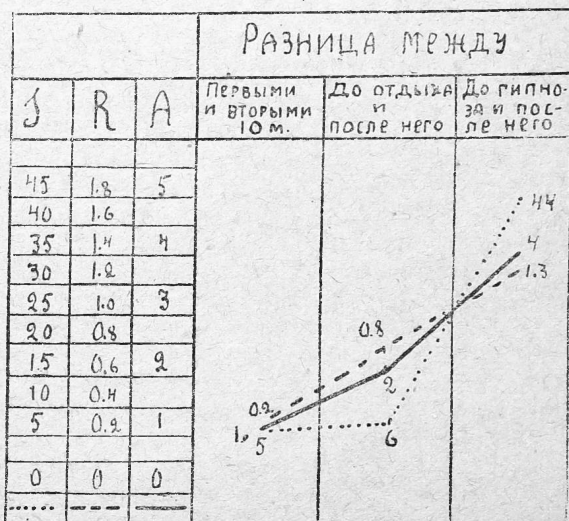 РАЗНИЦА МЕЖДУ
J R A
ПЕРВЫМИ И ВТОРЫМИ 10 М.
ДО ОТДЫХА И ПОСЛЕ НЕГО
ДО ГИПНО-ЗА И ПОС-ЛЕ НЕГО
45 1.8 5
40 1.6
35 1.4 4
30 1.2
25 1.0 3
20 0.8
15 0.6 2
10 0.4
5 0.2 1
0 0 0
44
4
1.3
0.8
2
0.2
1.
5
6